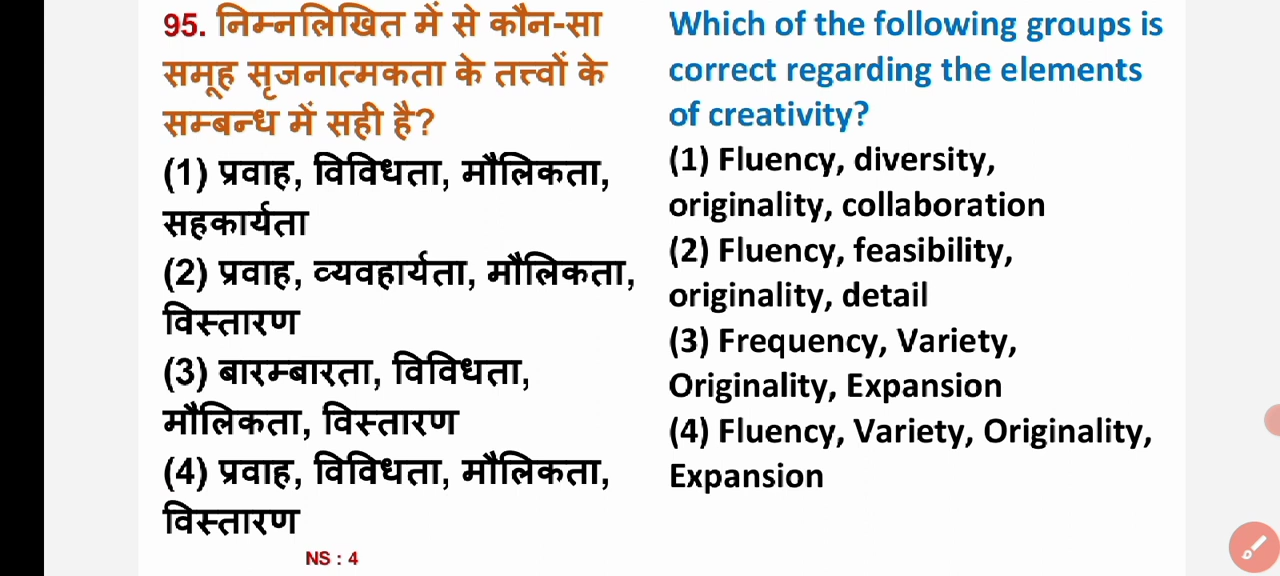 95. निम्नलिखित में से कौन-सा
समूह सृजनात्मकता के तत्त्वों के
सम्बन्ध में सही है?
(1) प्रवाह, विविधता, मौलिकता,
सहकार्यता
(2) प्रवाह, व्यवहार्यता, मौलिकता,
विस्तारण
(3) बारम्बारता, विविधता,
मौलिकता, विस्तारण
(4) प्रवाह, विविधता, मौलिकता,
विस्तारण
NS : 4
Which of the following groups is
correct regarding the elements
of creativity?
(1) Fluency, diversity,
originality, collaboration
(2) Fluency, feasibility,
originality, detail
(3) Frequency, Variety,
Originality, Expansion
(4) Fluency, Variety, Originality,
Expansion